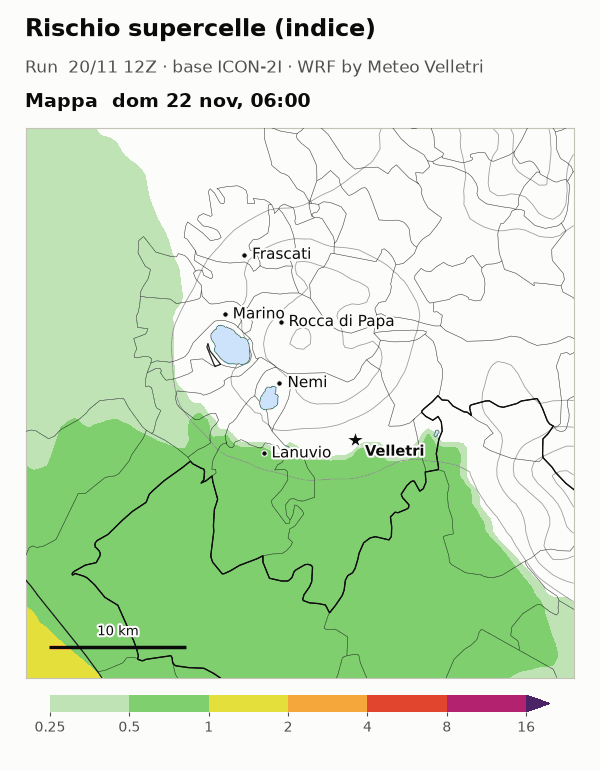 Rischio supercelle (indice)
Run  20/11 12Z · base ICON-2I · WRF by Meteo Velletri
Mappa  dom 22 nov, 06:00
Frascati
Marino
Rocca di Papa
Nemi
Velletri
Lanuvio
10 km
0.25 0.5 1 2 4 8 16